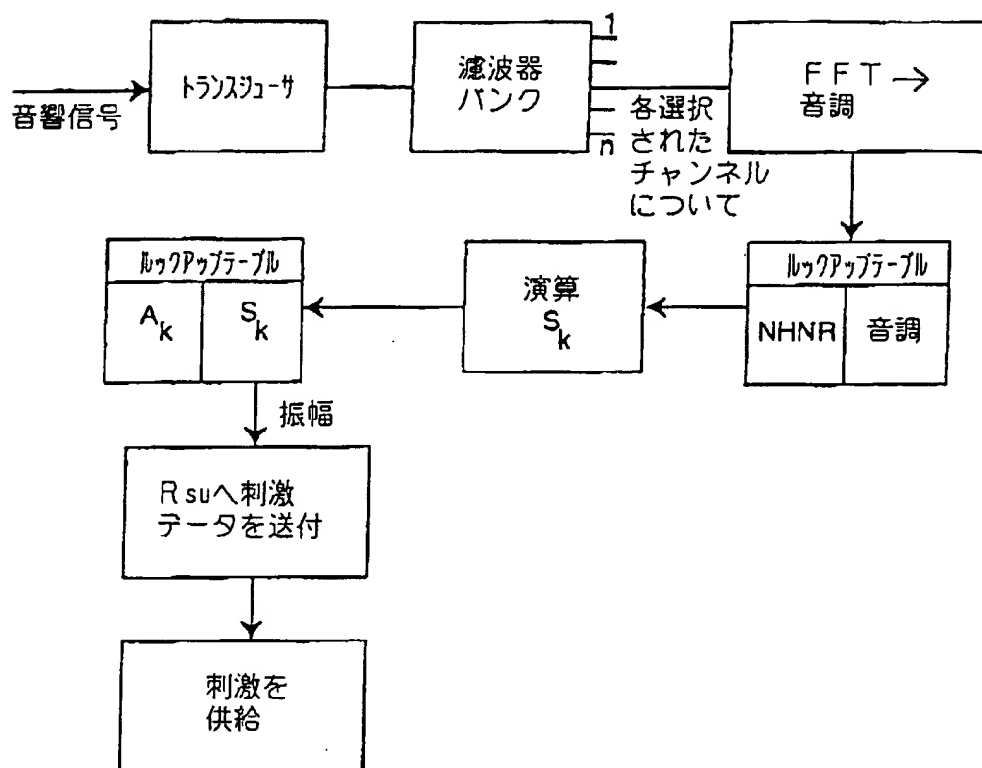 音響信号
トランスジューサ
濾波器
バンク
1
n
各選択
された
チャンネル
について
FFT→
音調
ルックアップテーブル
NHNR
音調
演算
Sk
ルックアップテーブル
Ak
Sk
振幅
Rsuへ刺激
データを送付
刺激を
供給